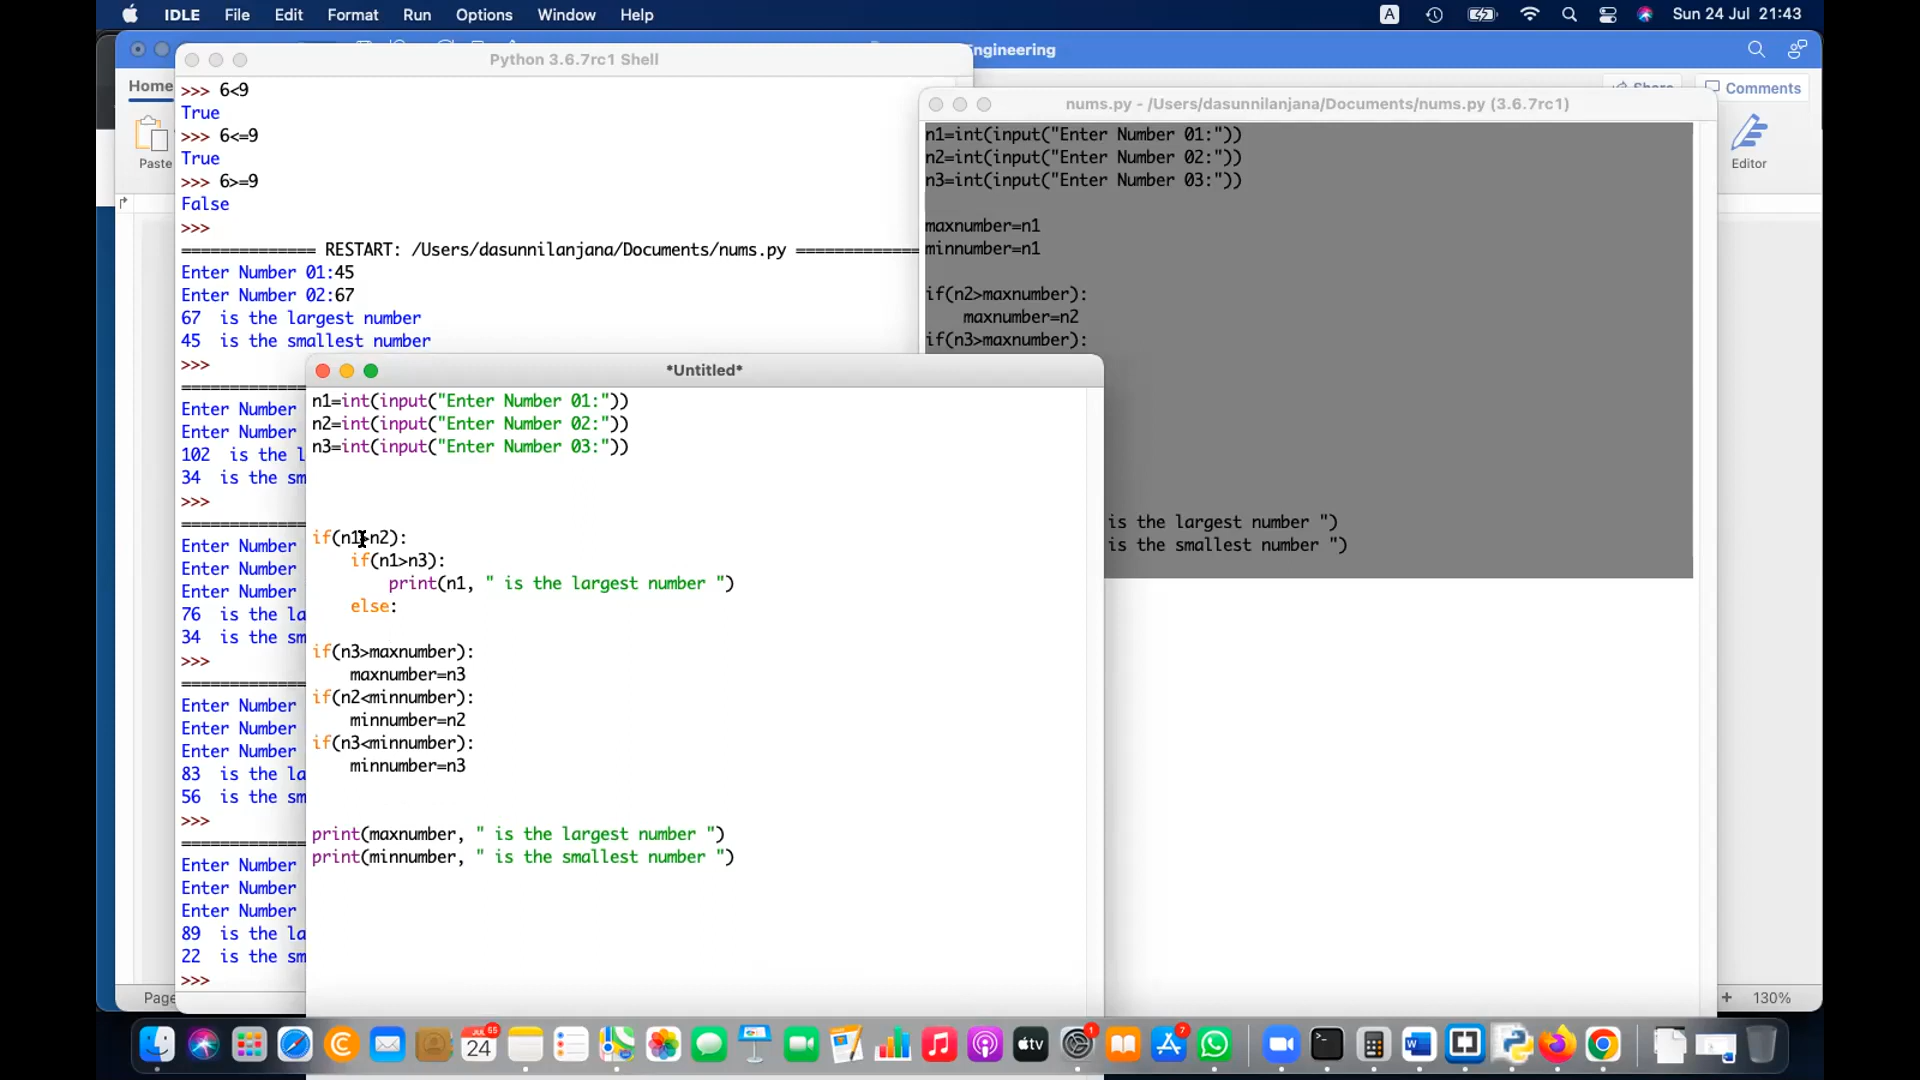 IDLE File Edit Format Run Options Window Help
A
Sun 24 Jul 21:43
Python 3.6.7rc1 Shell
Engineering
Home
Share
Comments
Paste
Editor
>>> 6<9
True
>>> 6<=9
True
>>> 6>=9
False
>>>
============== RESTART: /Users/dasunnilanjana/Documents/nums.py =============
Enter Number 01:45
Enter Number 02:67
67 is the largest number
45 is the smallest number
>>>
Enter Number
Enter Number
102 is the l
34 is the sm
>>>
Enter Number
Enter Number
Enter Number
76 is the la
34 is the sm
>>>
Enter Number
Enter Number
Enter Number
83 is the la
56 is the sm
>>>
Enter Number
Enter Number
Enter Number
89 is the la
22 is the sm
>>>
Page
nums.py - /Users/dasunnilanjana/Documents/nums.py (3.6.7rc1)
n1=int(input("Enter Number 01:"))
n2=int(input("Enter Number 02:"))
n3=int(input("Enter Number 03:"))
maxnumber=n1
minnumber=n1
if(n2>maxnumber):
maxnumber=n2
if(n3>maxnumber):
is the largest number ")
is the smallest number ")
*Untitled*
n1=int(input("Enter Number 01:"))
n2=int(input("Enter Number 02:"))
n3=int(input("Enter Number 03:"))
if(n1>n2):
if(n1>n3):
print(n1, " is the largest number ")
else:
if(n3>maxnumber):
maxnumber=n3
if(n2<minnumber):
minnumber=n2
if(n3<minnumber):
minnumber=n3
print(maxnumber, " is the largest number ")
print(minnumber, " is the smallest number ")
130%
JUL
24
65
tv
1
7